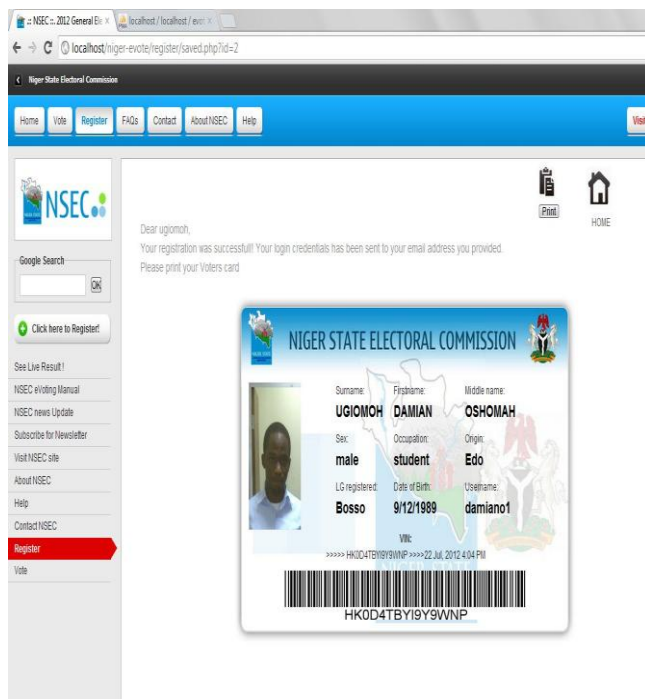 .:: NSEC ::. 2012 General Ele
localhost / localhost /
localhost/niger-evote/register/saved.php?id=2
Niger State Electoral Commission
Home Vote Register FAQs Contact About NSEC Help Visi
NSEC
Print
HOME
Dear ugiomoh,
Your registration was successful! Your login credentials has been sent to your email address you provided.
Please print your Voters card
Google Search
OK
Click here to Register!
See Live Result !
NSEC eVoting Manual
NSEC news Update
Subscribe for Newsletter
Visit NSEC site
About NSEC
Help
Contact NSEC
Register
Vote
NIGER STATE ELECTORAL COMMISSION
Surname: Firstname: Middle name:
UGIOMOH DAMIAN OSHOMAH
Sex: Occupation: Origin:
male student Edo
LG registered: Date of Birth: Username:
Bosso 9/12/1989 damiano1
VIN:
>>>>> HK0D4TBYI9Y9WNP >>>>22 Jul, 2012 4:04 PM
NIGER STATE
HK0D4TBYI9Y9WNP